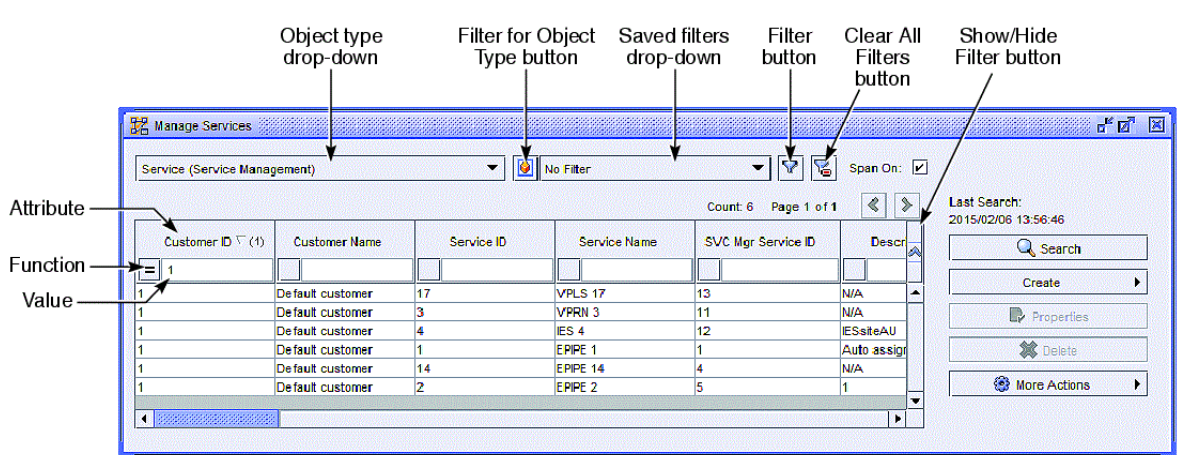 Object type
drop-down
Filter for Object
Type button
Saved filters
drop-down
Filter
button
Clear All
Filters
button
Show/Hide
Filter button
Manage Services
Service (Service Management)
No Filter
Span On:
Count: 6 Page 1 of 1
Last Search:
2015/02/06 13:56:46
Attribute
Function
Value
Customer ID (1) Customer Name Service ID Service Name SVC Mgr Service ID Descr
= 1
1 Default customer 17 VPLS 17 13 N/A
1 Default customer 3 VPRN 3 11 N/A
1 Default customer 4 IES 4 12 IESsiteAU
1 Default customer 1 EPIPE 1 1 Auto assign
1 Default customer 14 EPIPE 14 4 N/A
1 Default customer 2 EPIPE 2 5 1
Search
Create
Properties
Delete
More Actions